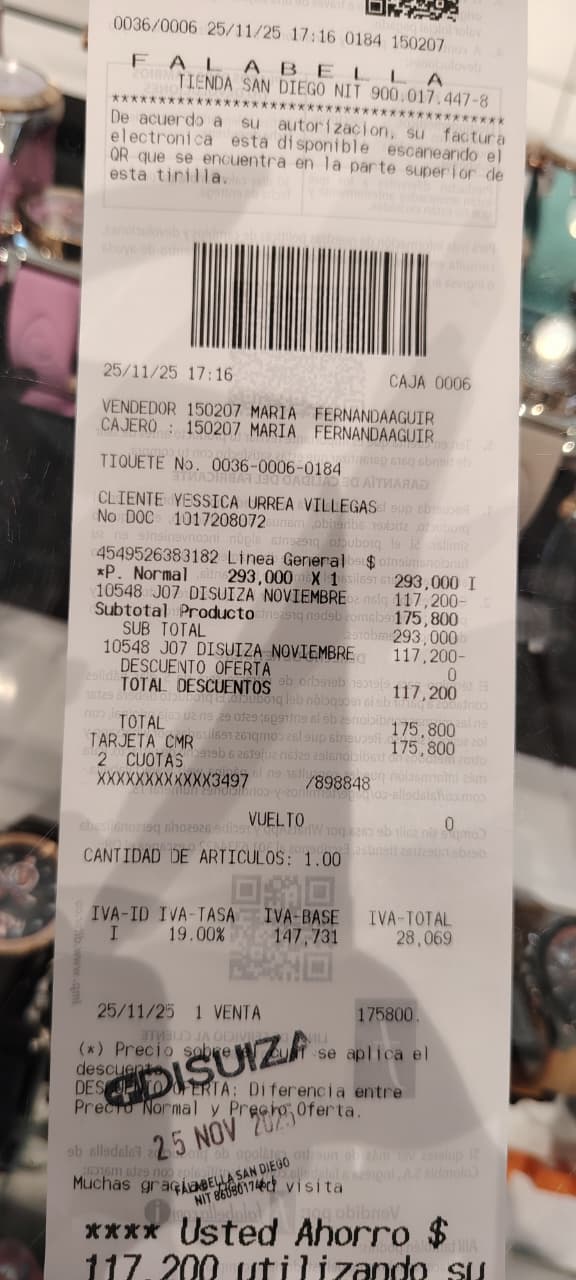 0036/0006 25/11/25 17:16 0184 150207
F A L A B E L L A
TIENDA SAN DIEGO NIT 900.017.447-8
****************************************
De acuerdo a su autorizacion, su factura
electronica esta disponible escaneando el
QR que se encuentra en la parte superior de
esta tirilla.
25/11/25 17:16 CAJA 0006
VENDEDOR 150207 MARIA FERNANDAAGUIR
CAJERO : 150207 MARIA FERNANDAAGUIR
TIQUETE No. 0036-0006-0184
CLIENTE YESSICA URREA VILLEGAS
No DOC 1017208072
4549526383182 Linea General $
*P. Normal 293,000 X 1 293,000 I
10548 J07 DISUIZA NOVIEMBRE 117,200-
Subtotal Producto 175,800
SUB TOTAL 293,000
10548 J07 DISUIZA NOVIEMBRE 117,200-
DESCUENTO OFERTA 0
TOTAL DESCUENTOS 117,200
TOTAL 175,800
TARJETA CMR 175,800
2 CUOTAS
XXXXXXXXXXXX3497 /898848
VUELTO 0
CANTIDAD DE ARTICULOS: 1.00
IVA-ID IVA-TASA IVA-BASE IVA-TOTAL
I 19.00% 147,731 28,069
25/11/25 1 VENTA 175800.
(*) Precio sobre el cual se aplica el
descuento
DISUIZA
DESCUENTO OFERTA: Diferencia entre
Precio Normal y Precio Oferta.
25 NOV 2025
FALABELLA SAN DIEGO
Muchas gracias visita
NIT
**** Usted Ahorro $
117,200 utilizando su